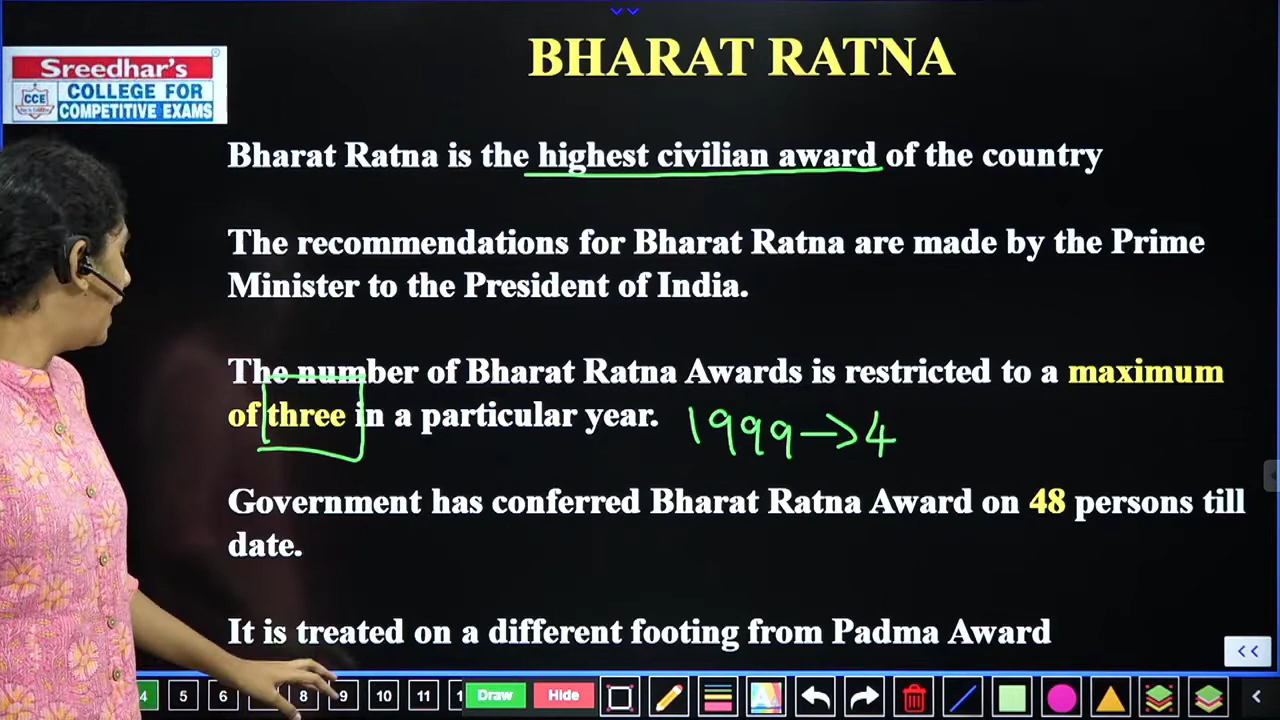 BHARAT RATNA
Sreedhar's
CCE
COLLEGE FOR
COMPETITIVE EXAMS
Bharat Ratna is the highest civilian award of the country
The recommendations for Bharat Ratna are made by the Prime
Minister to the President of India.
The number of Bharat Ratna Awards is restricted to a maximum
of three in a particular year. 1999→4
Government has conferred Bharat Ratna Award on 48 persons till
date.
It is treated on a different footing from Padma Award
4 5 6 8 9 10 11 1 Draw Hide A